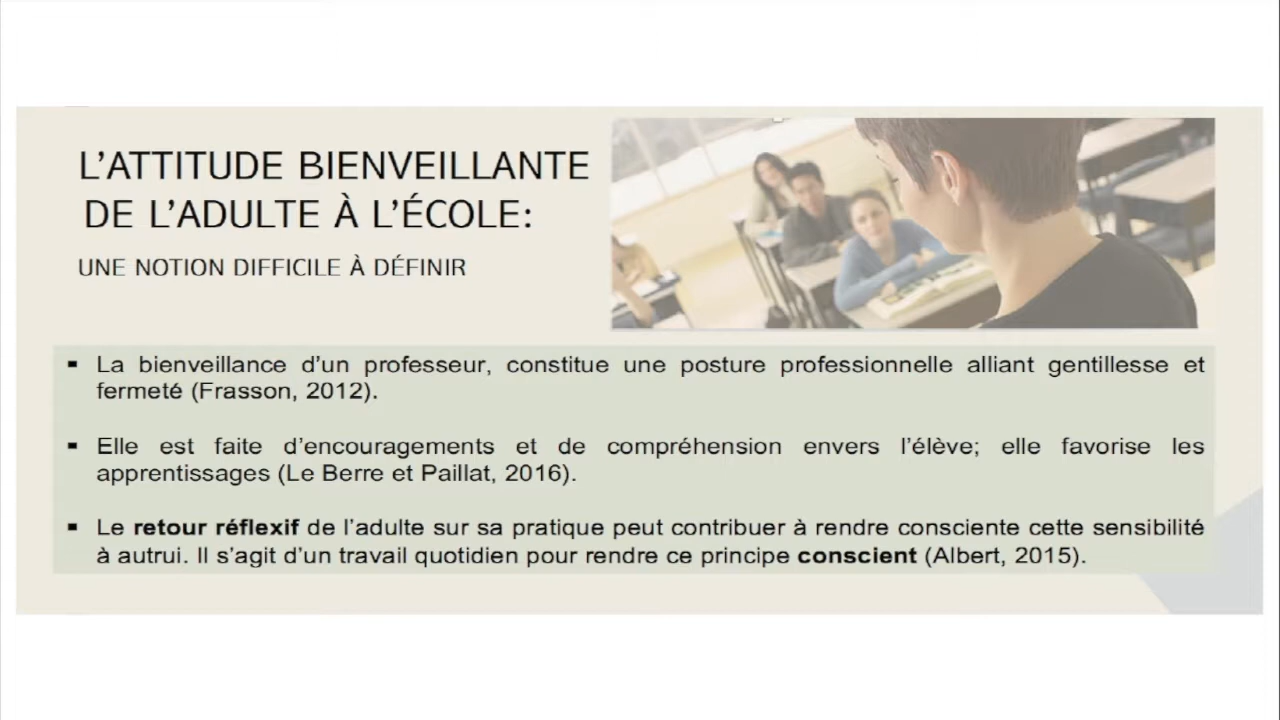 L’ATTITUDE BIENVEILLANTE
DE L’ADULTE À L’ÉCOLE:
UNE NOTION DIFFICILE À DÉFINIR
▪ La bienveillance d’un professeur, constitue une posture professionnelle alliant gentillesse et
fermeté (Frasson, 2012).
▪ Elle est faite d’encouragements et de compréhension envers l’élève; elle favorise les
apprentissages (Le Berre et Paillat, 2016).
▪ Le retour réflexif de l’adulte sur sa pratique peut contribuer à rendre consciente cette sensibilité
à autrui. Il s’agit d’un travail quotidien pour rendre ce principe conscient (Albert, 2015).